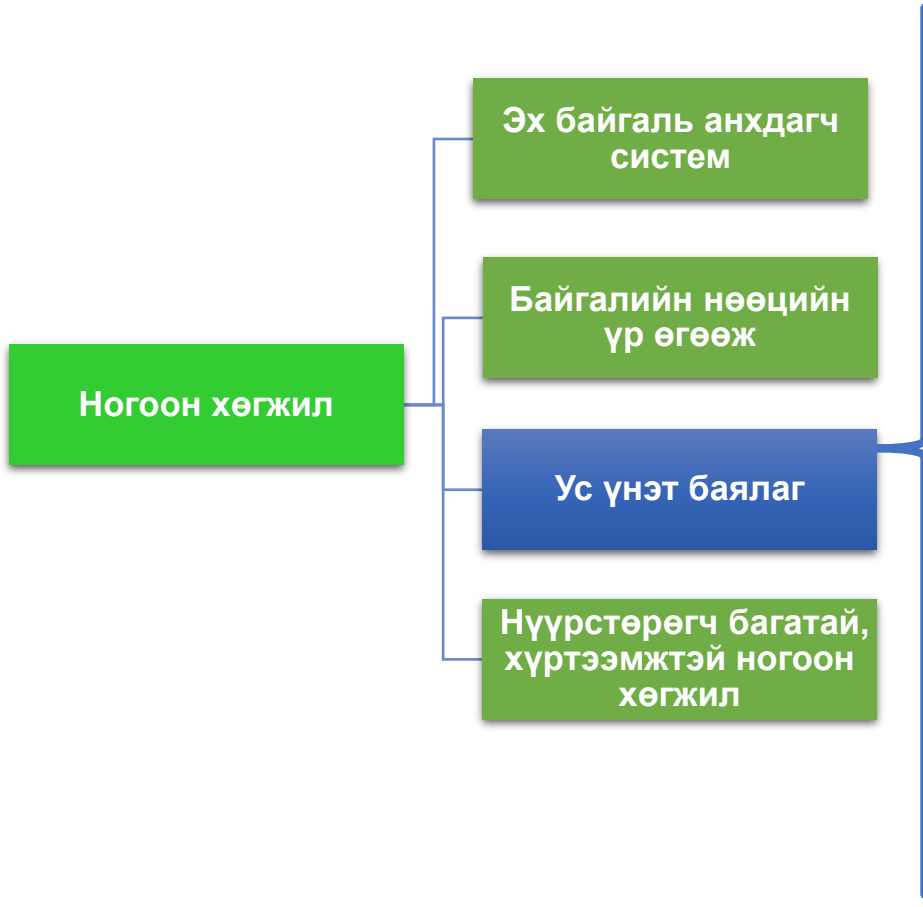 Эх байгаль анхдагч
систем
Байгалийн нөөцийн
үр өгөөж
Ногоон хөгжил
Ус үнэт баялаг
Нүүрстөрөгч багатай,
хүртээмжтэй ногоон
хөгжил